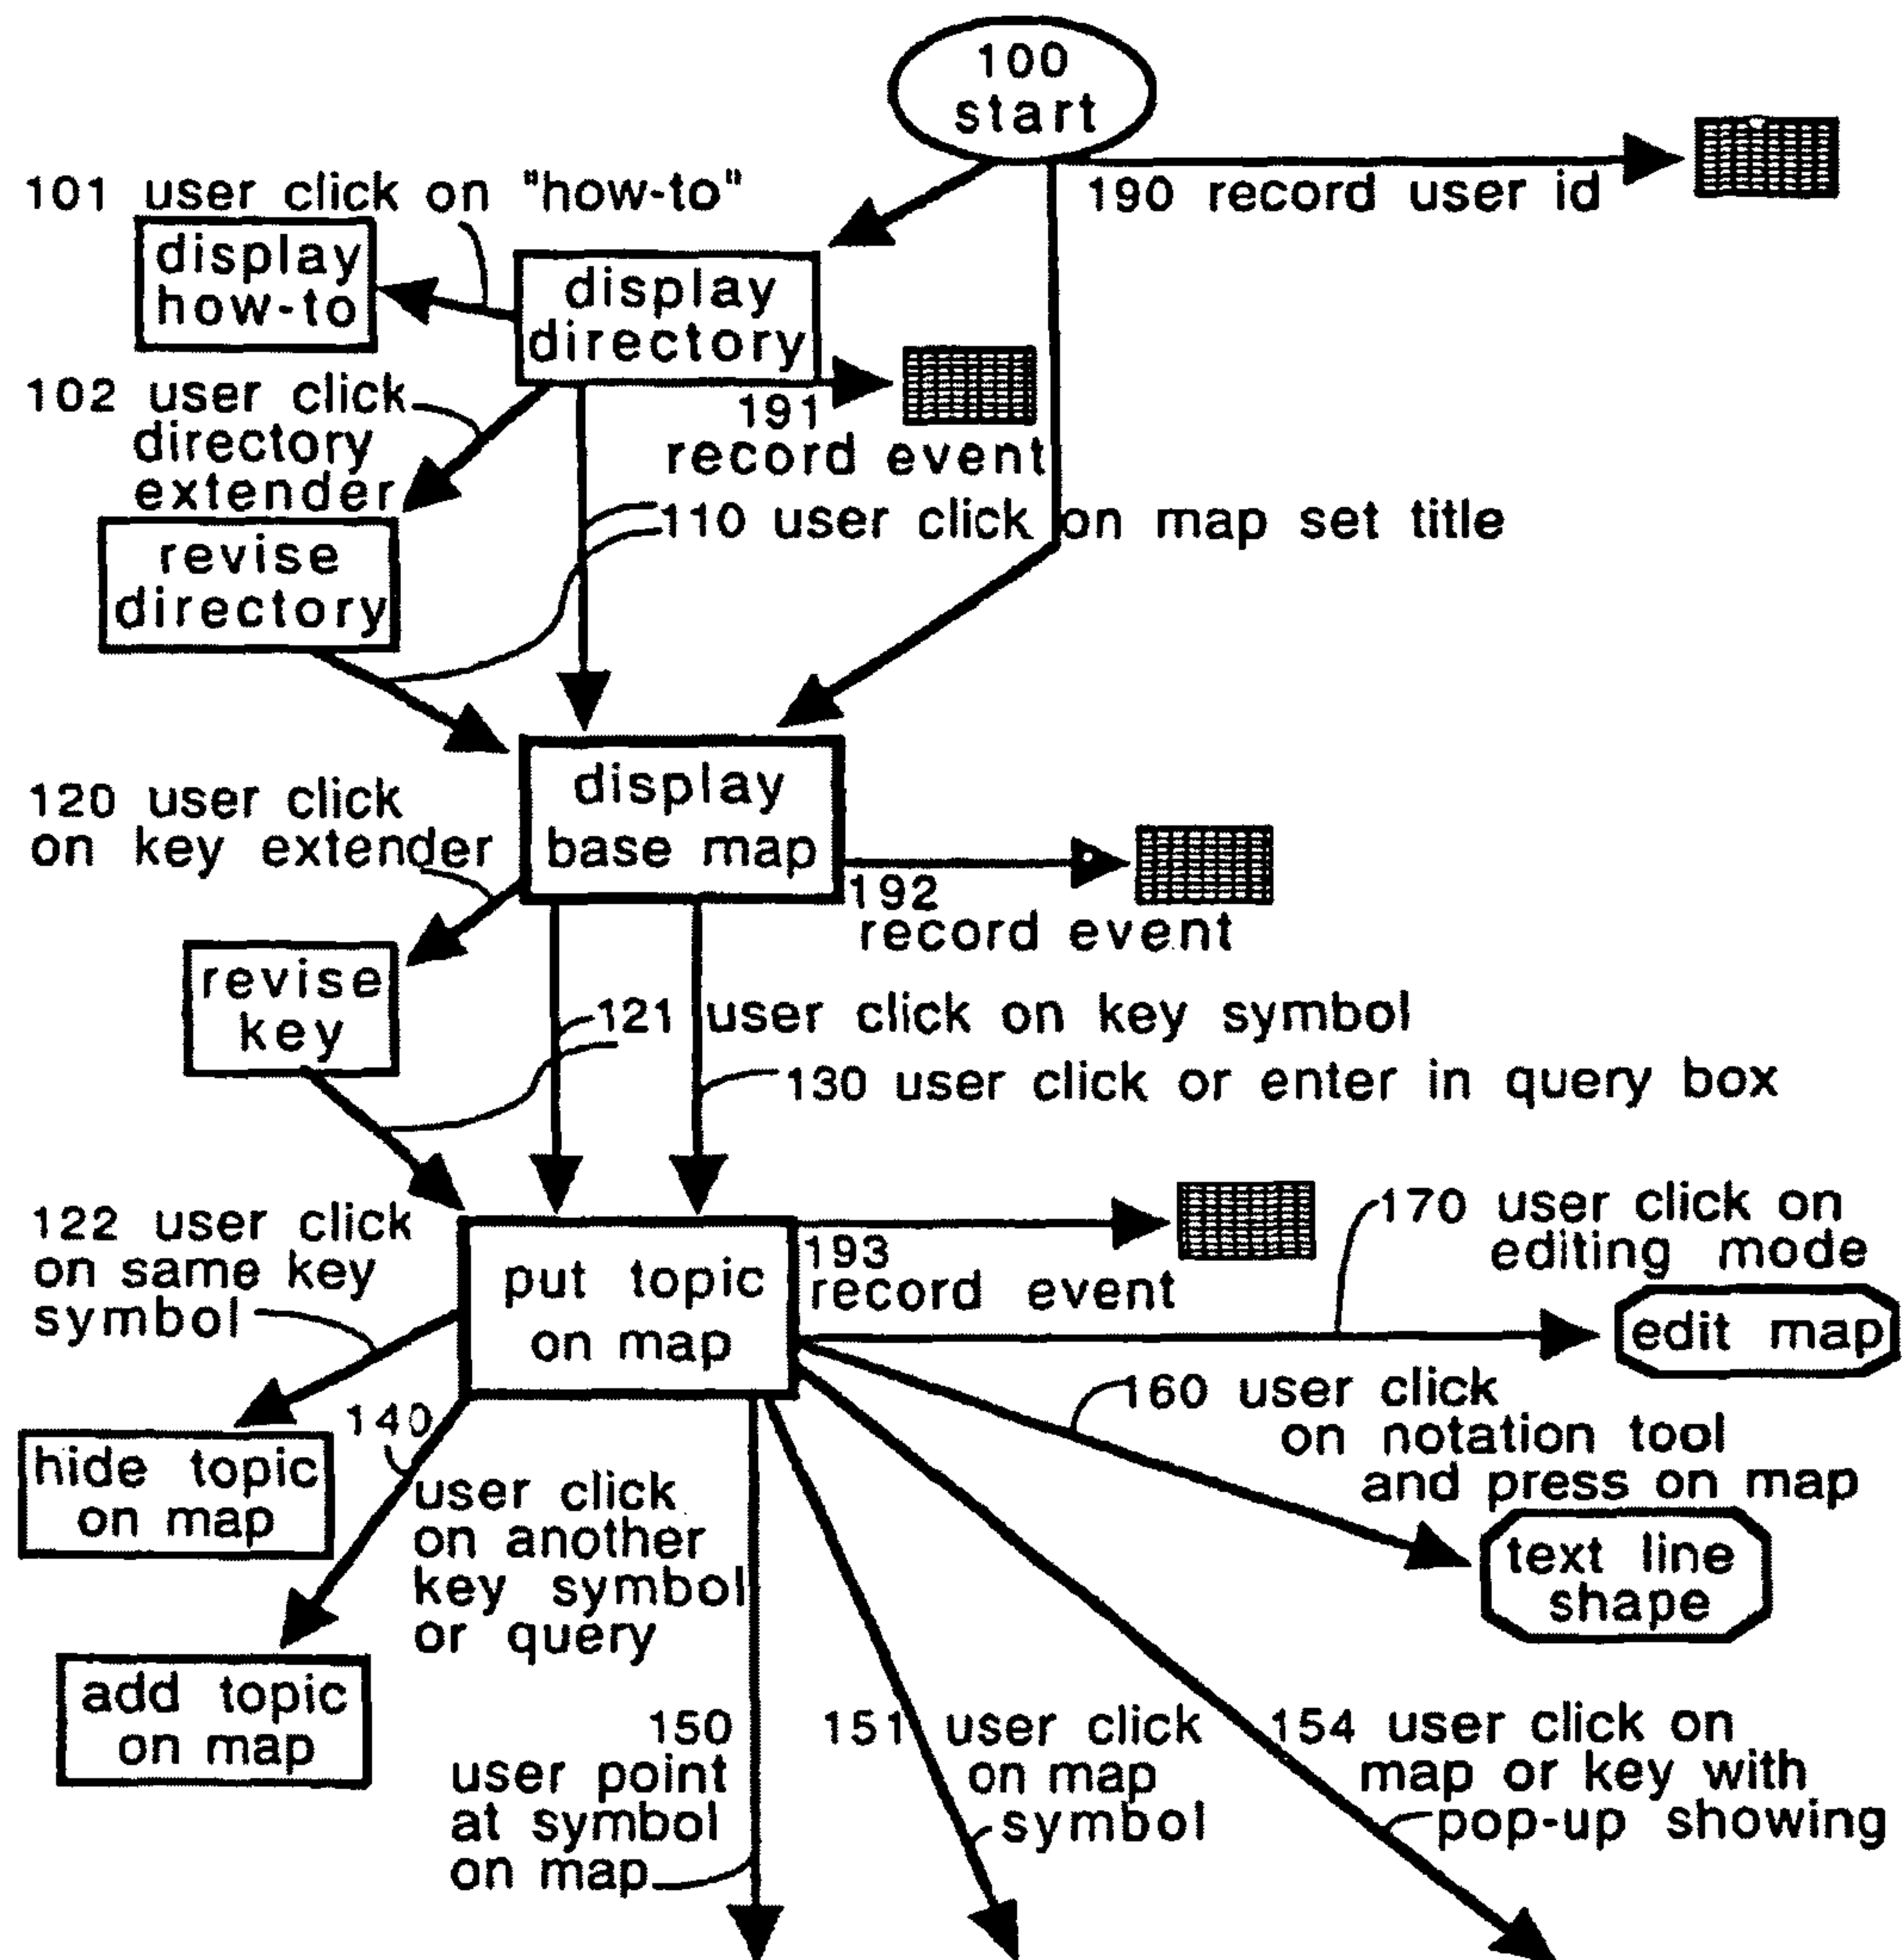 100
start
190 record user id
101 user click on "how-to"
display
how-to
display
directory
102 user click
directory
extender
191
record event
110 user click on map set title
revise
directory
display
base map
120 user click
on key extender
192
record event
revise
key
121 user click on key symbol
130 user click or enter in query box
122 user click
on same key
symbol
put topic
on map
193
record event
170 user click on
editing mode
edit map
160 user click
on notation tool
and press on map
text line
shape
hide topic
on map
140
user click
on another
key symbol
or query
add topic
on map
150
user point
at symbol
on map
151 user click
on map
symbol
154 user click on
map or key with
pop-up showing